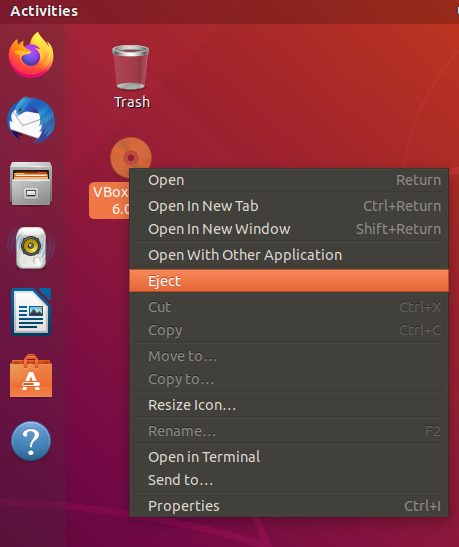 Activities
Trash
VBox
6.0
Open Return
Open In New Tab Ctrl+Return
Open In New Window Shift+Return
Open With Other Application
Eject
Cut Ctrl+X
Copy Ctrl+C
Move to…
Copy to…
Resize Icon…
Rename… F2
Open in Terminal
Send to…
Properties Ctrl+I